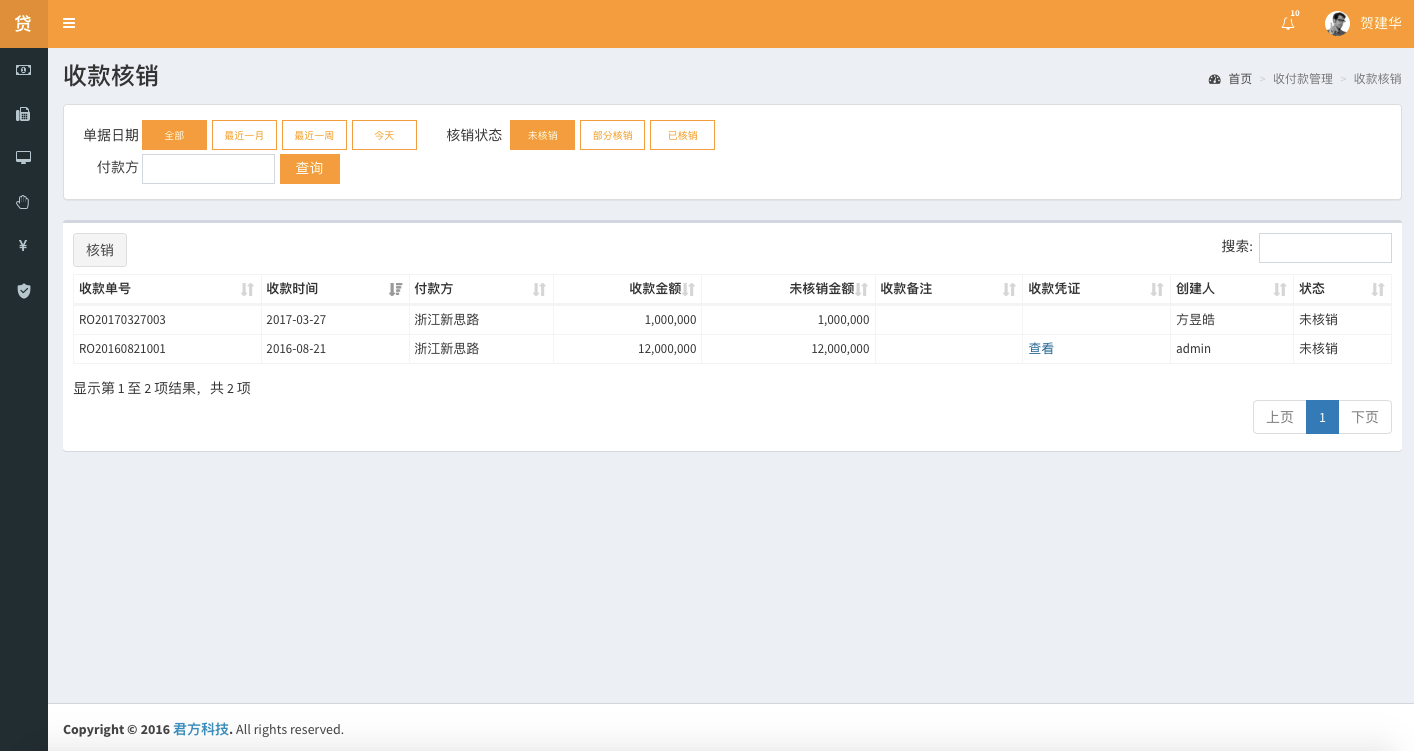 贷
10
贺建华
收款核销
首页 > 收付款管理 > 收款核销
单据日期 全部 最近一月 最近一周 今天 核销状态 未核销 部分核销 已核销
付款方 查询
核销 搜索:
收款单号 收款时间 付款方 收款金额 未核销金额 收款备注 收款凭证 创建人 状态
RO20170327003 2017-03-27 浙江新思路 1,000,000 1,000,000 方昱皓 未核销
RO20160821001 2016-08-21 浙江新思路 12,000,000 12,000,000 查看 admin 未核销
显示第 1 至 2 项结果，共 2 项
上页 1 下页
Copyright © 2016 君方科技. All rights reserved.